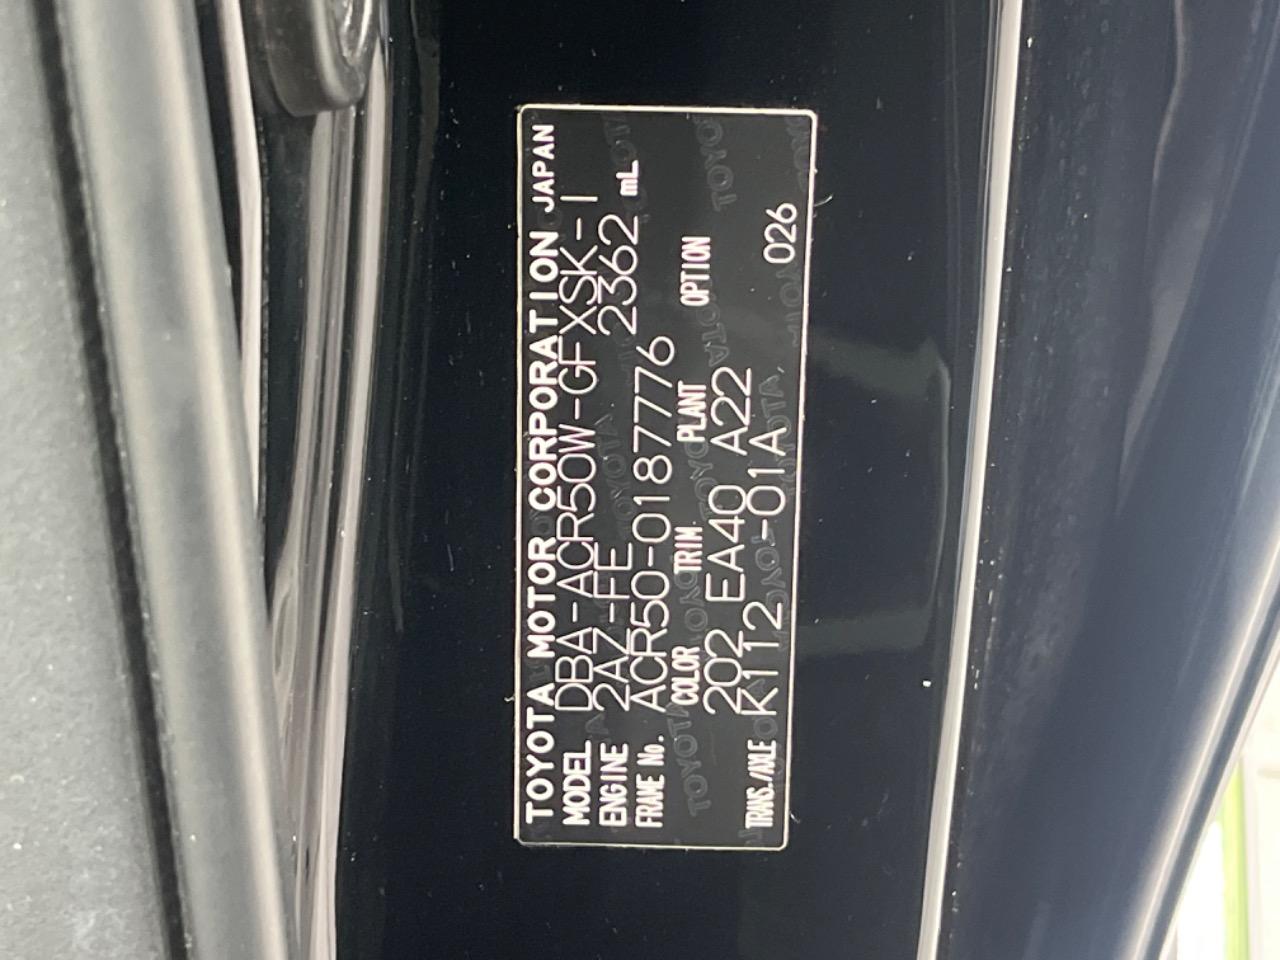 TOYOTA MOTOR CORPORATION JAPAN
MODEL DBA-ACR50W-GFXSK-I
ENGINE 2AZ-FE 2362 mL
FRAME No. ACR50-0187776
COLOR TRIM PLANT OPTION
202 EA40 A22
TRANS./AXLE K112 -01A 026